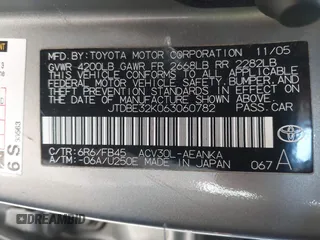 MFD. BY: TOYOTA MOTOR CORPORATION 11/05
GVWR 4200LB GAWR FR 2668LB RR 2282LB
THIS VEHICLE CONFORMS TO ALL APPLICABLE
FEDERAL MOTOR VEHICLE SAFETY,
BUMPER, AND THEFT PREVENTION
STANDARDS IN EFFECT ON THE DATE OF
MANUFACTURE SHOWN ABOVE.
JTDBE32K063060782
PASS. CAR
C/TR: 6R6/FB45 ACV30L-AEANKA
A/TM: -06A/U250E MADE IN JAPAN 067A
TOYOTA